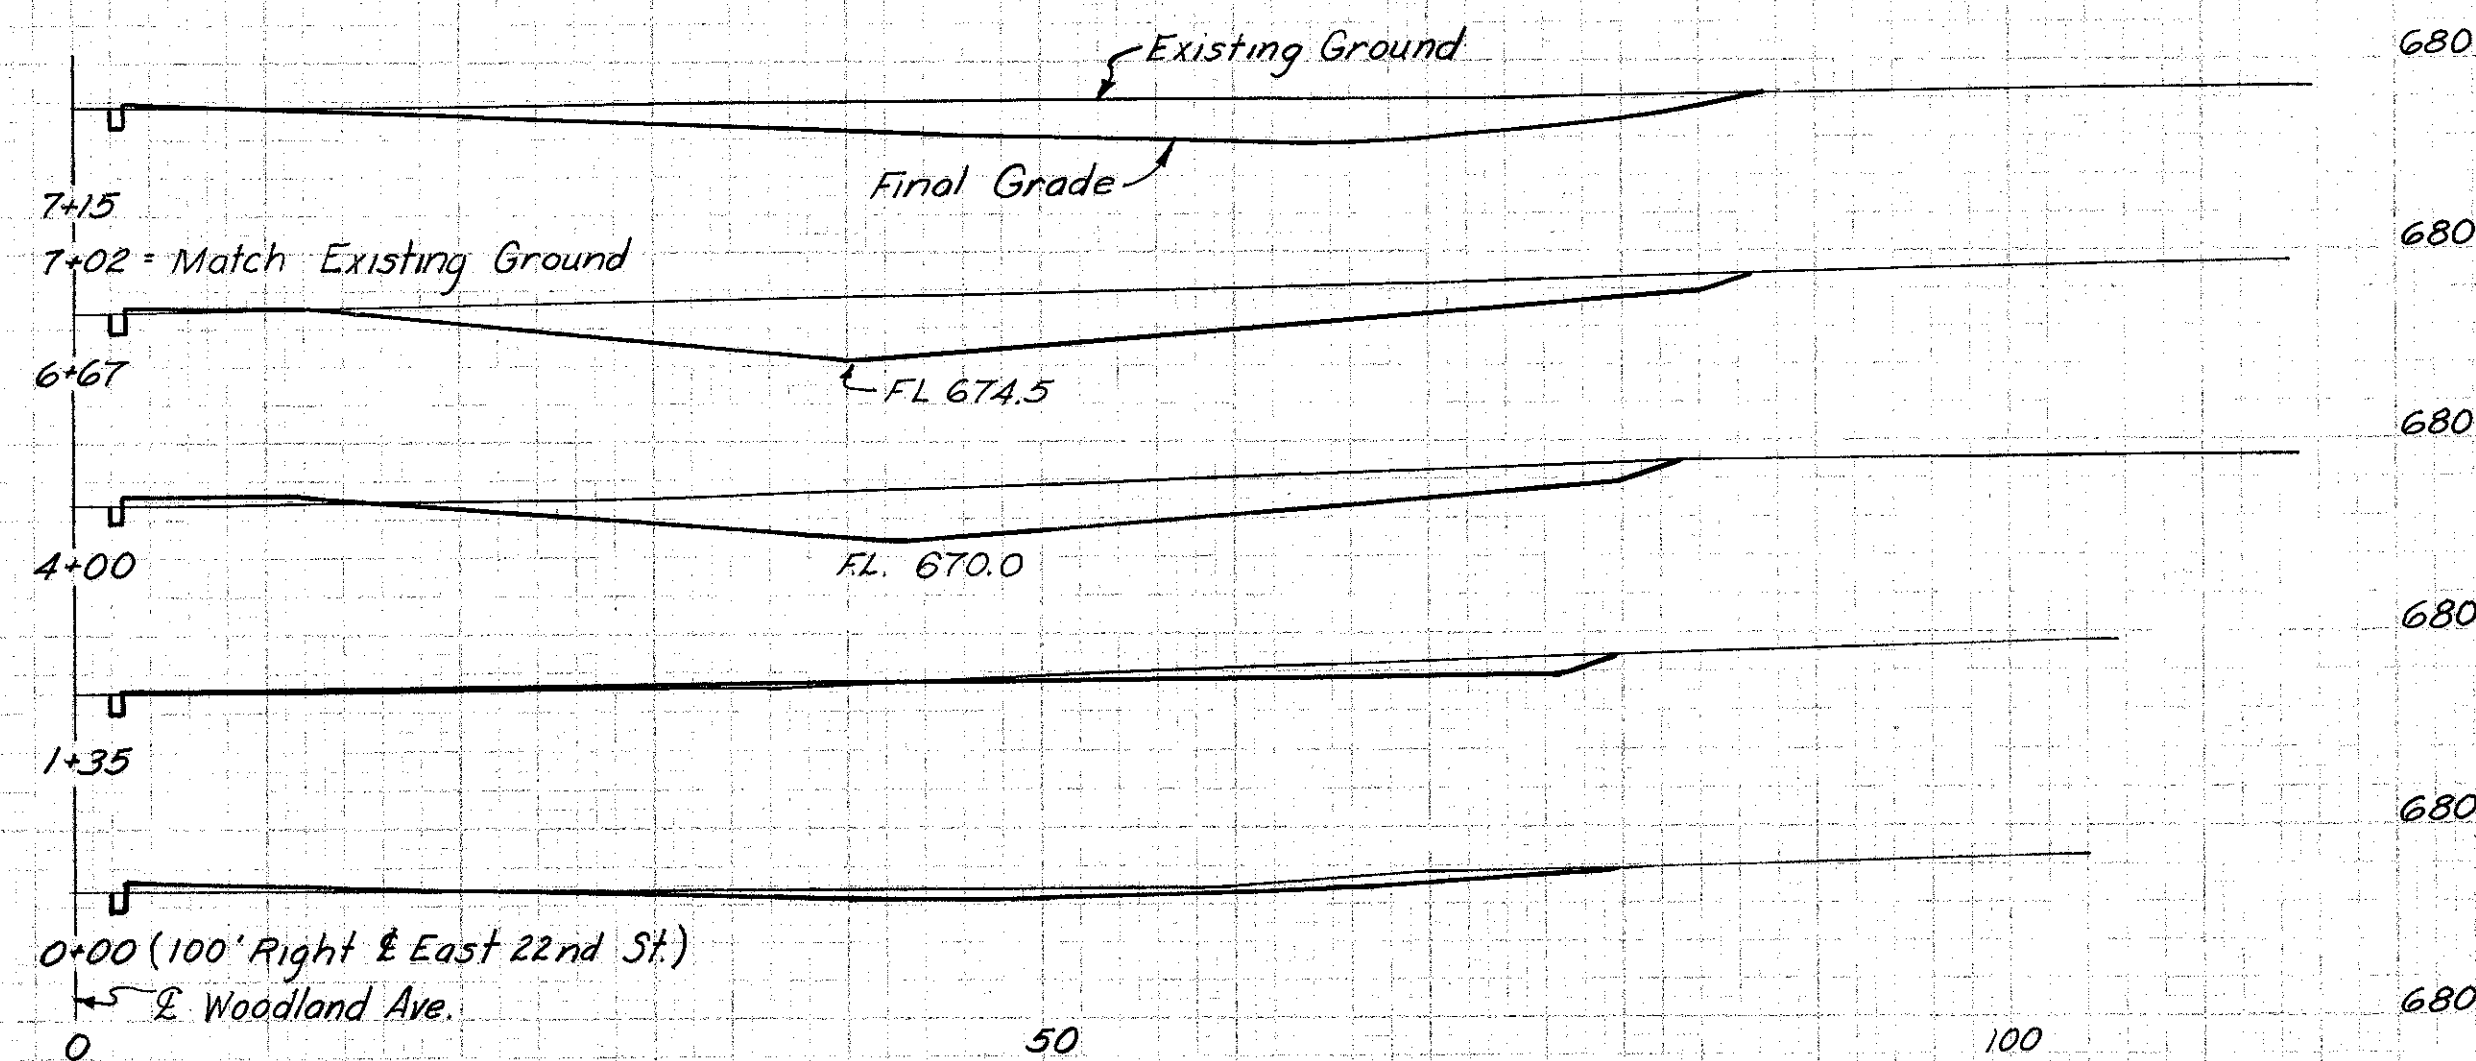 Existing Ground
680
Final Grade
7+15
680
7+02 = Match Existing Ground
6+67
FL 674.5
680
4+00
F.L. 670.0
680
1+35
680
0+00 (100' Right ℄ East 22nd St.)
℄ Woodland Ave.
680
0
50
100